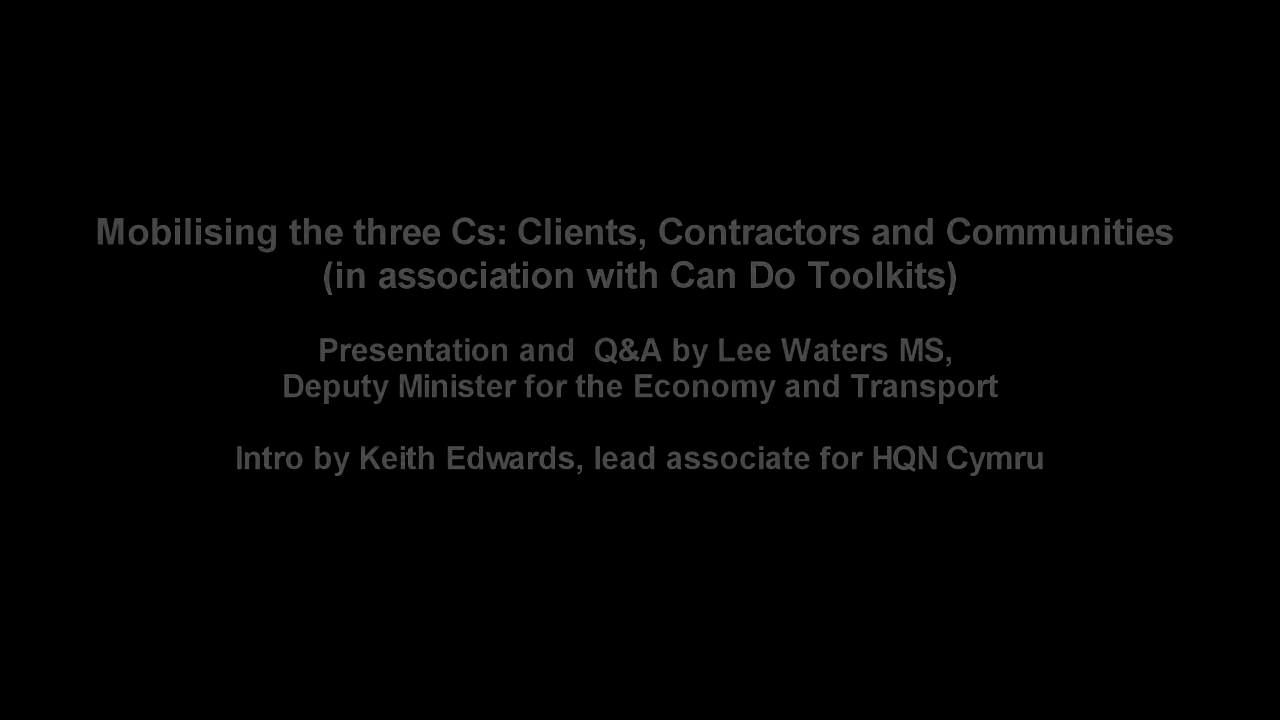 Mobilising the three Cs: Clients, Contractors and Communities
(in association with Can Do Toolkits)
Presentation and  Q&A by Lee Waters MS,
Deputy Minister for the Economy and Transport
Intro by Keith Edwards, lead associate for HQN Cymru